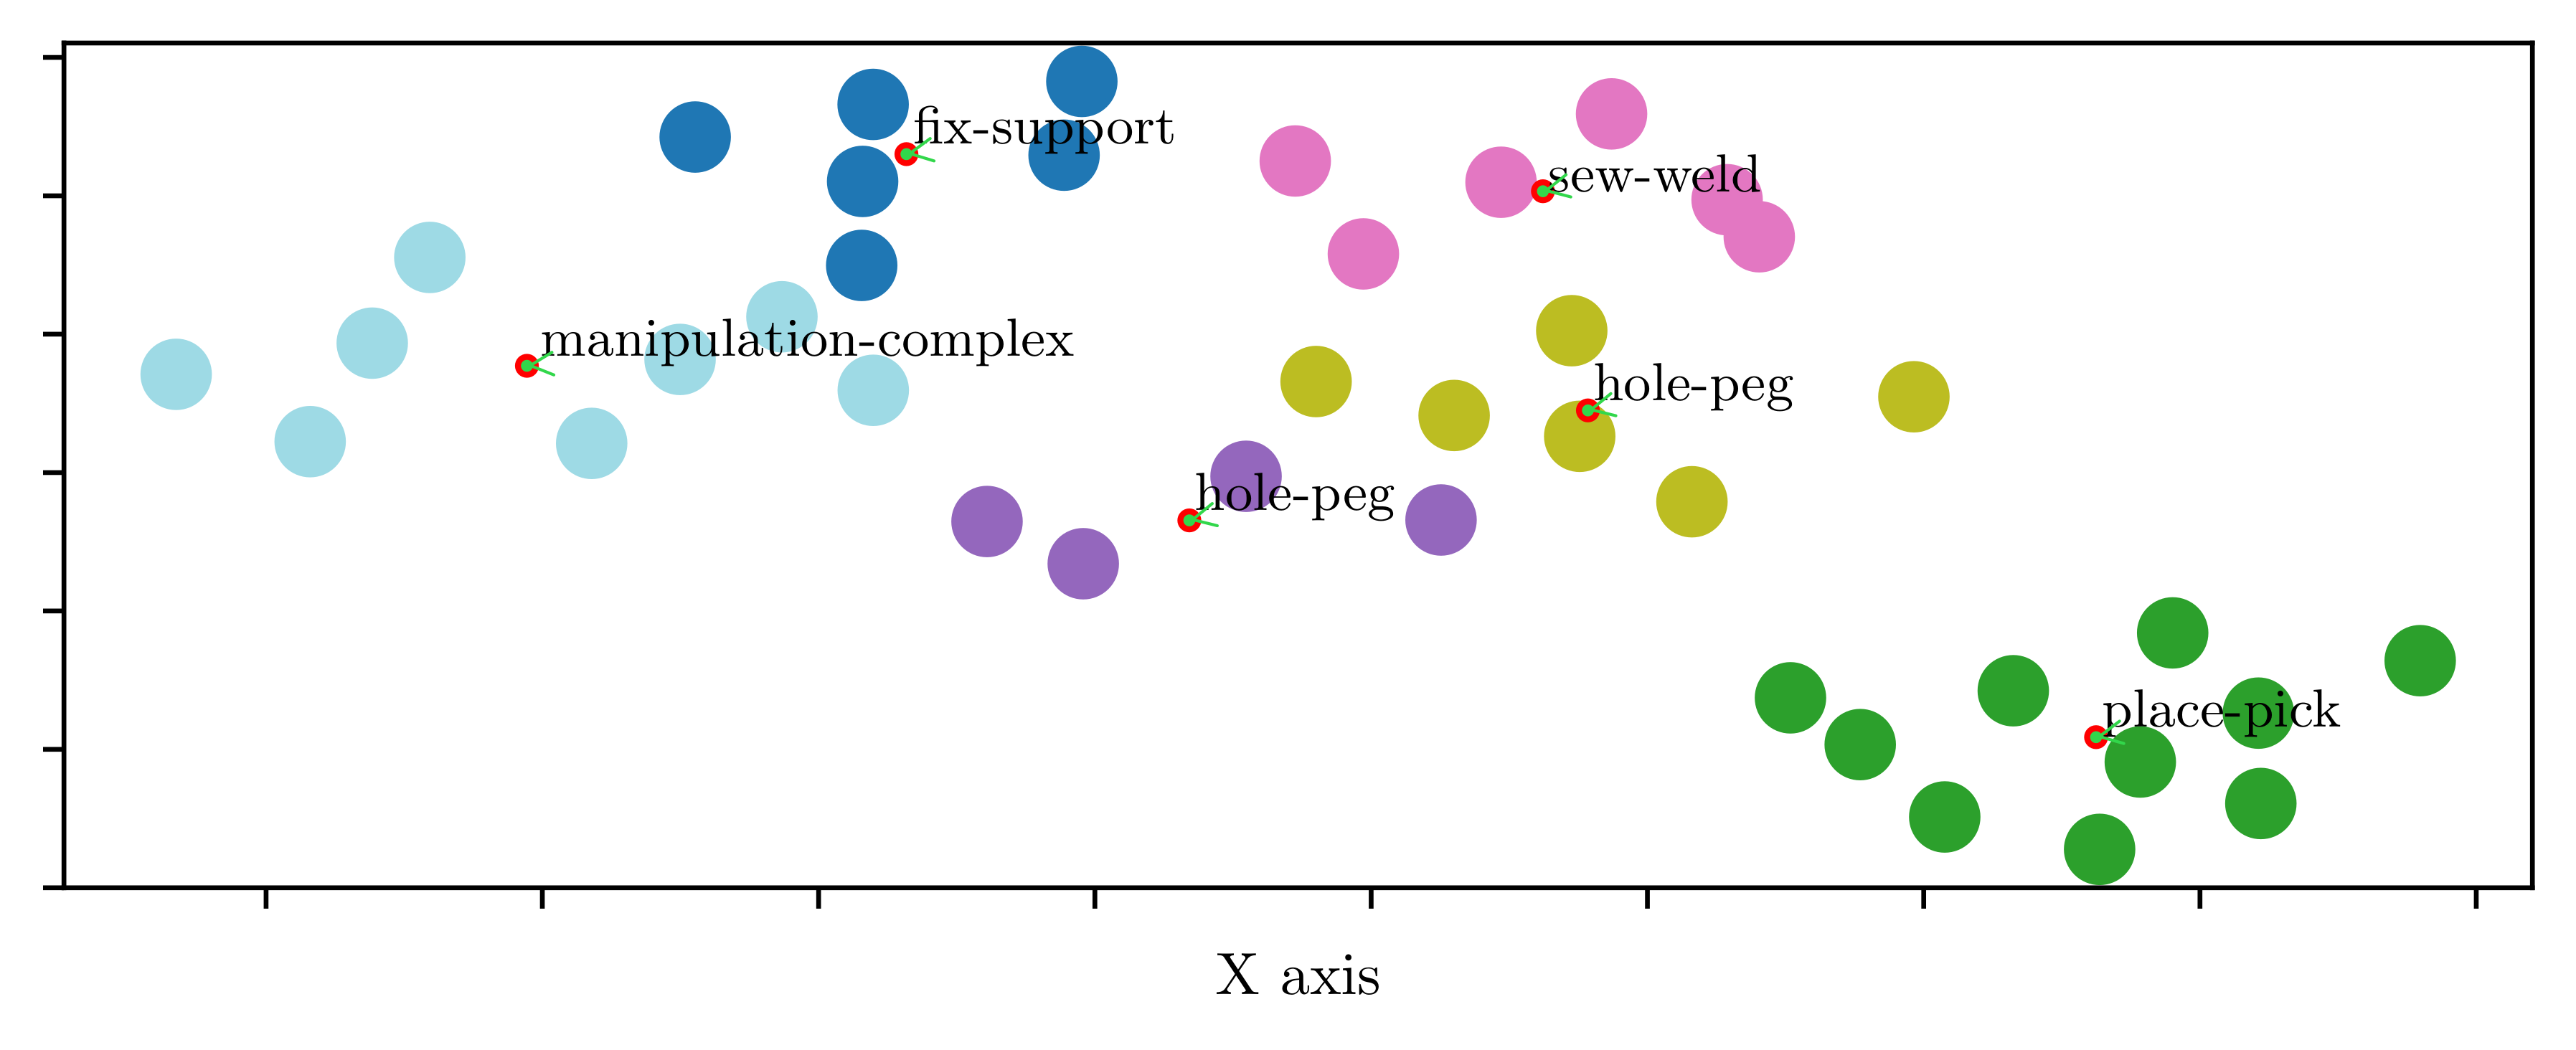 fix-support
sew-weld
manipulation-complex
hole-peg
hole-peg
place-pick
X axis